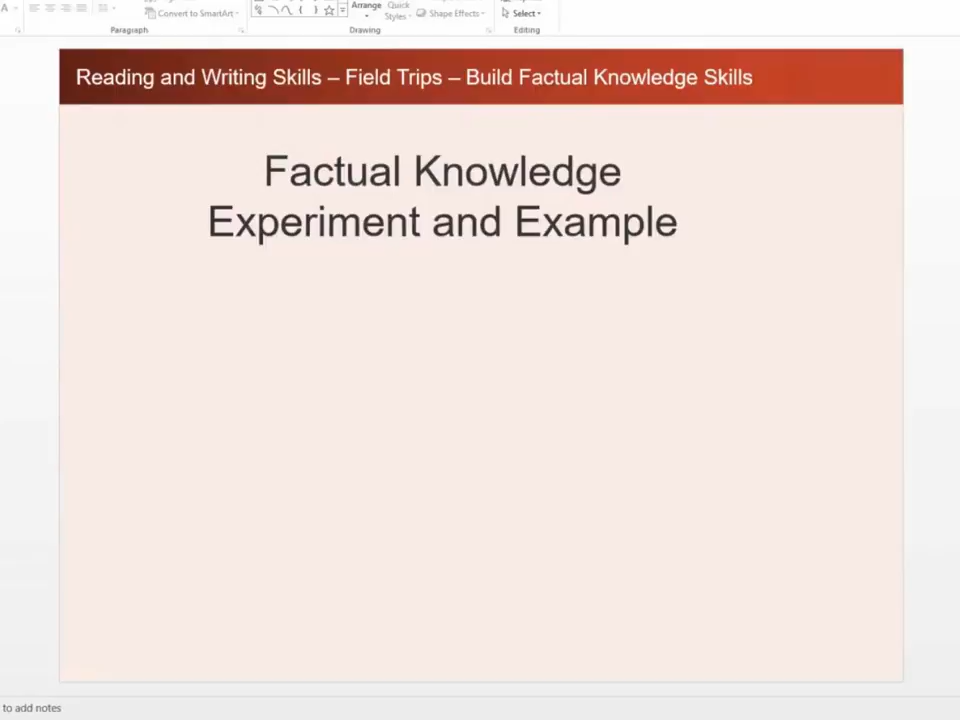 A
Convert to SmartArt
Arrange
Quick
Styles
Shape Effects
Select
Paragraph
Drawing
Editing
Reading and Writing Skills – Field Trips – Build Factual Knowledge Skills
Factual Knowledge
Experiment and Example
to add notes